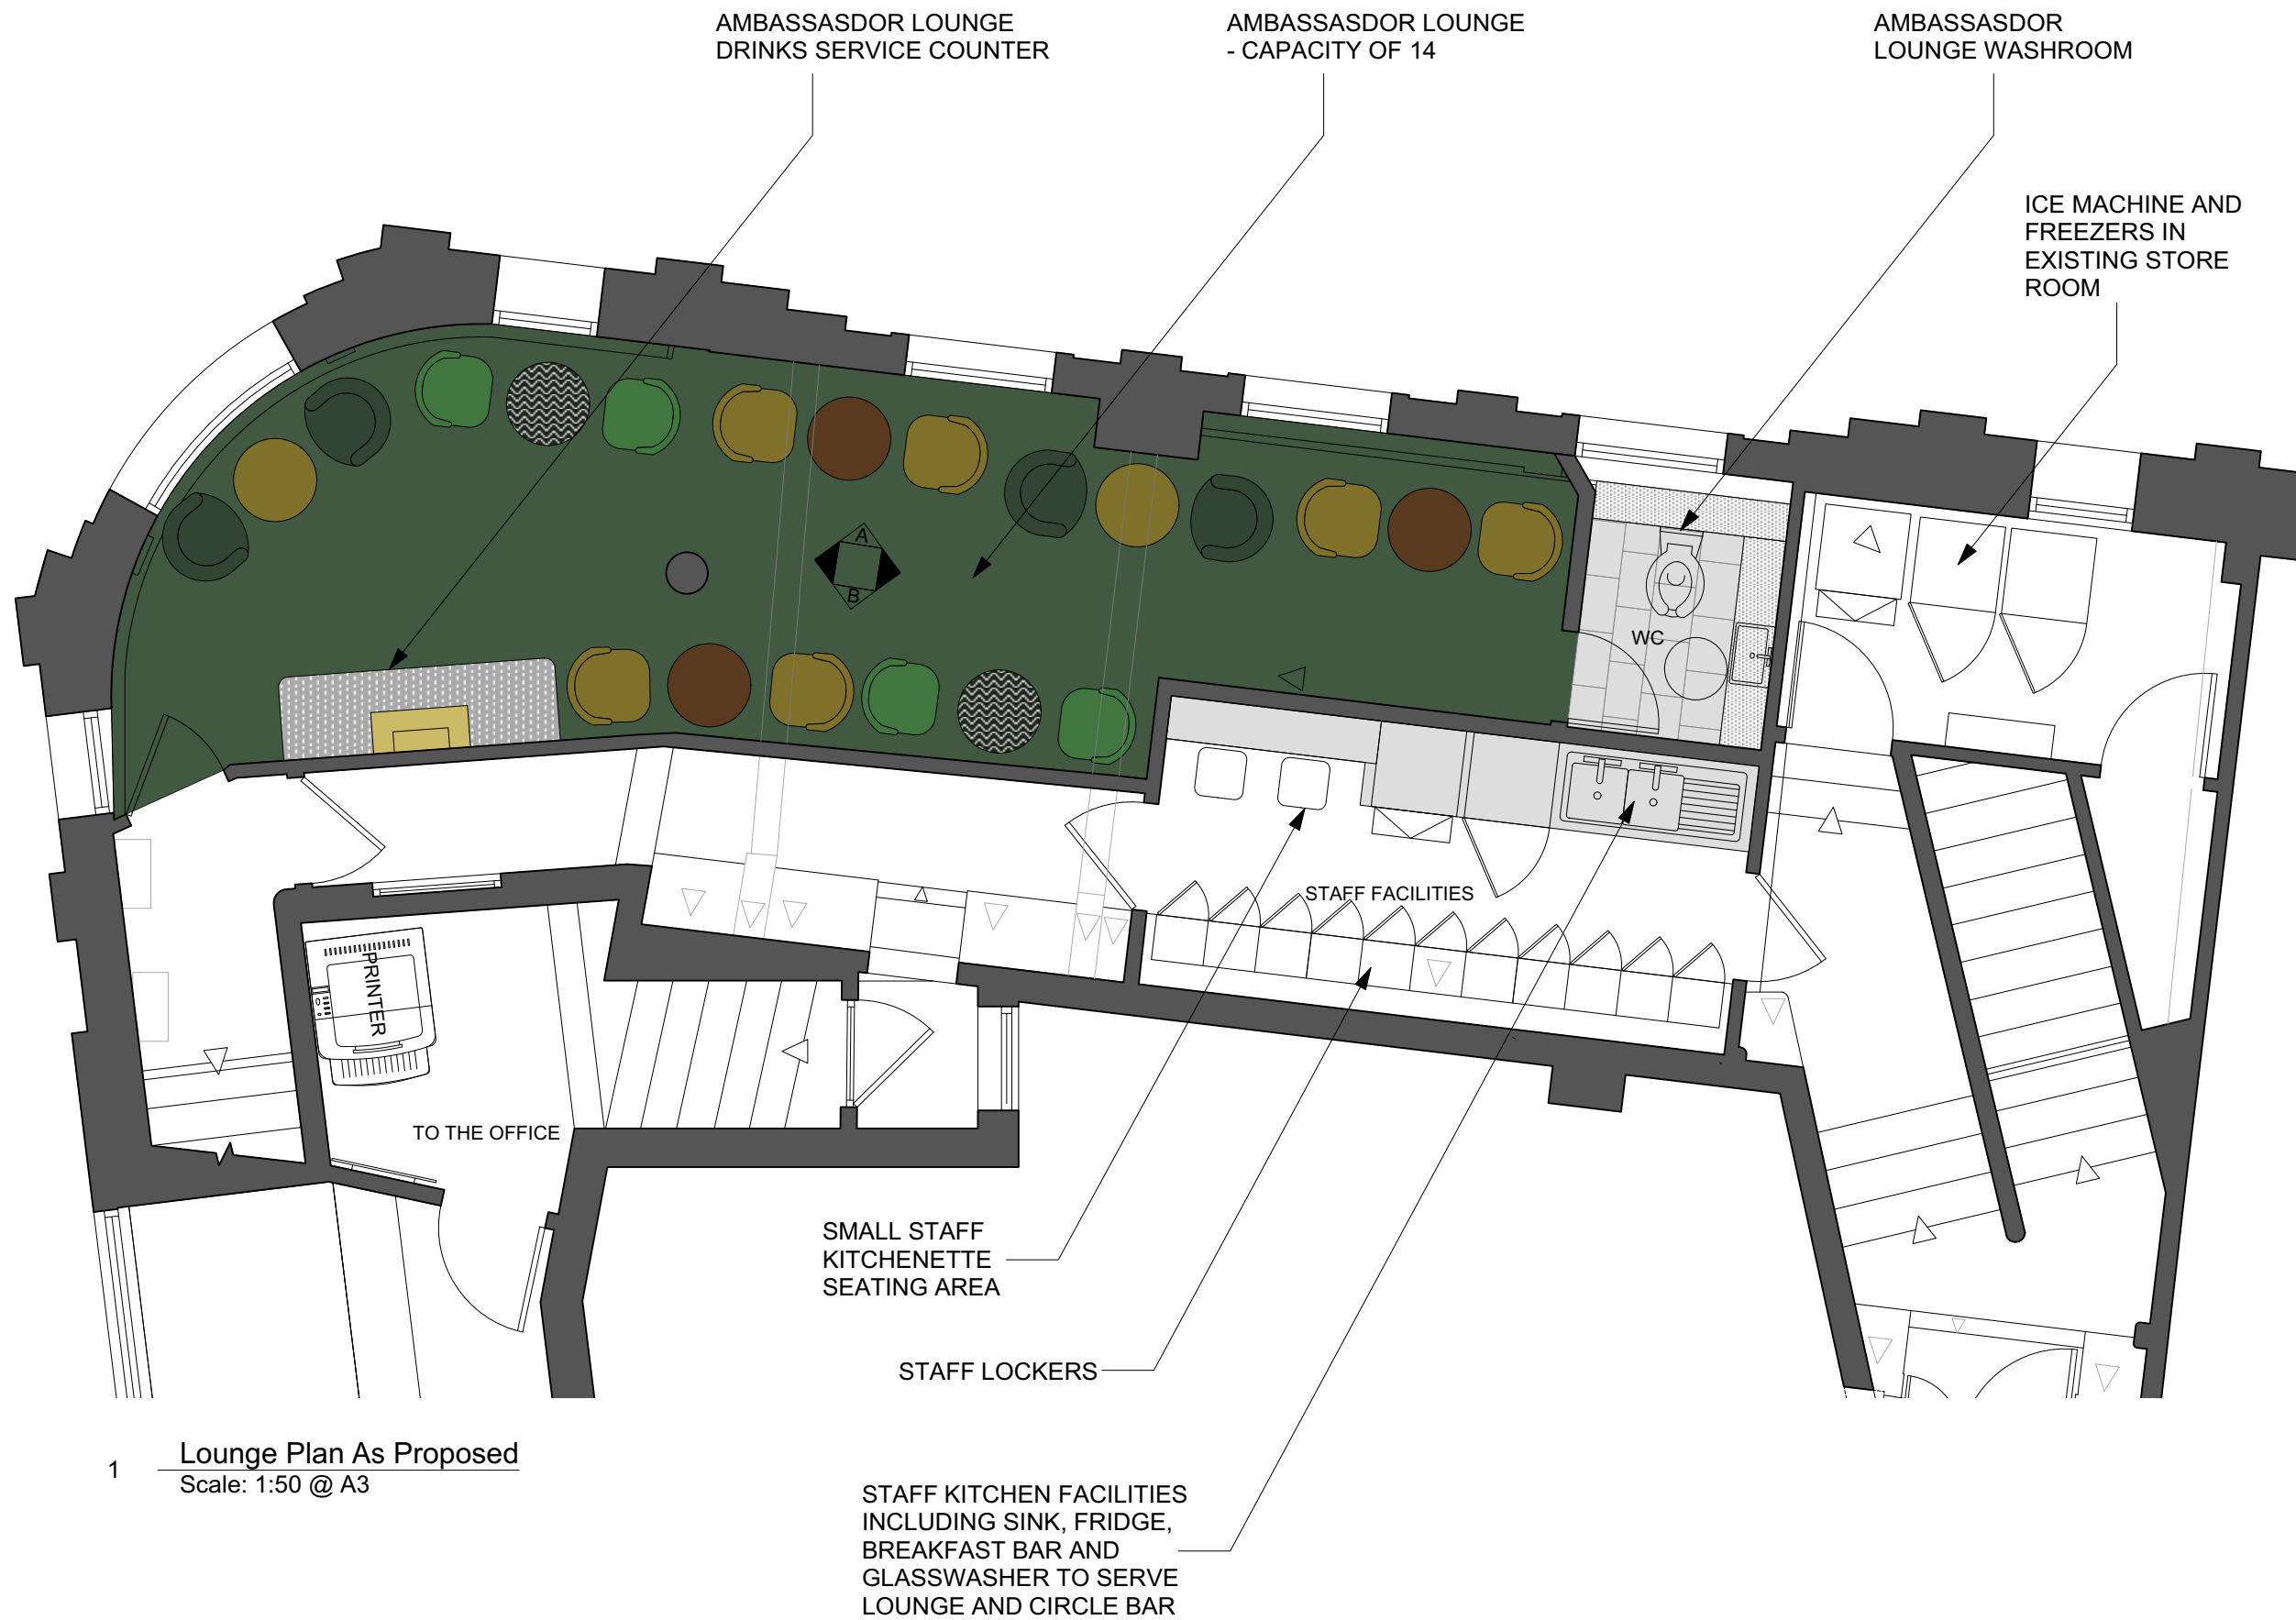 AMBASSASDOR LOUNGE
DRINKS SERVICE COUNTER
AMBASSASDOR LOUNGE
- CAPACITY OF 14
AMBASSASDOR
LOUNGE WASHROOM
ICE MACHINE AND
FREEZERS IN
EXISTING STORE
ROOM
A
B
WC
STAFF FACILITIES
PRINTER
TO THE OFFICE
SMALL STAFF
KITCHENETTE
SEATING AREA
STAFF LOCKERS
1
Lounge Plan As Proposed
Scale: 1:50 @ A3
STAFF KITCHEN FACILITIES
INCLUDING SINK, FRIDGE,
BREAKFAST BAR AND
GLASSWASHER TO SERVE
LOUNGE AND CIRCLE BAR